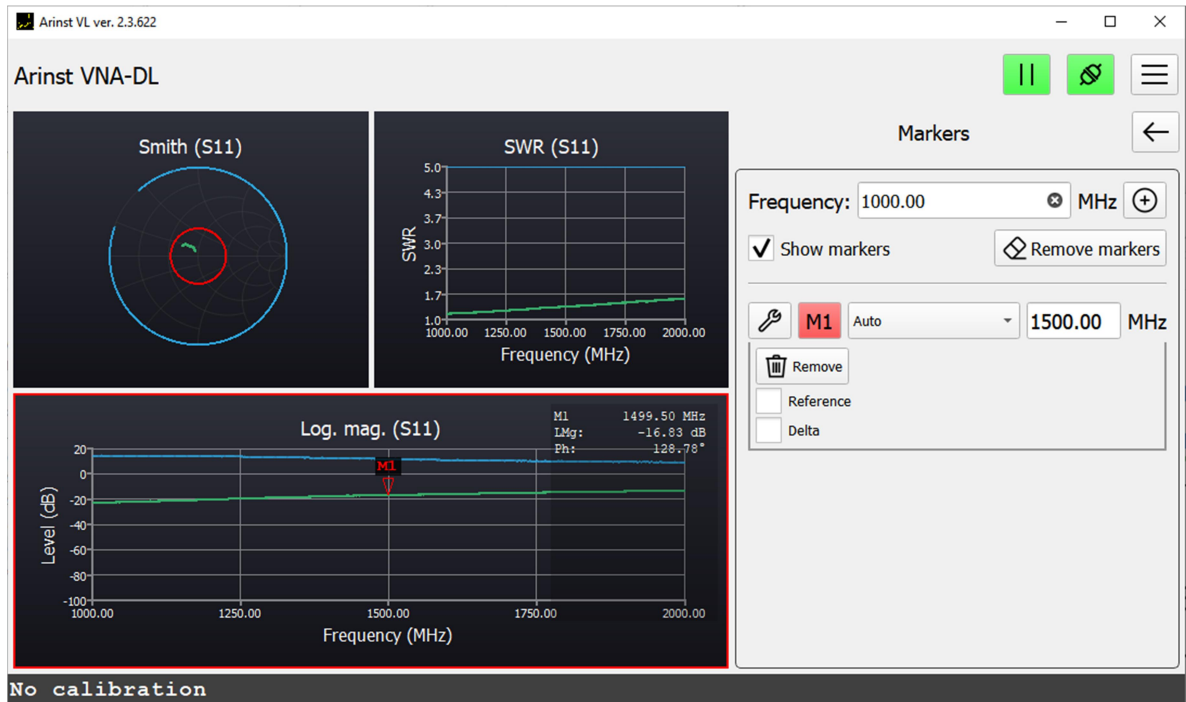 Arinst VL ver. 2.3.622
Arinst VNA-DL
Smith (S11)
SWR (S11)
SWR
5.0
4.3
3.7
3.0
2.3
1.7
1.0
1000.00 1250.00 1500.00 1750.00 2000.00
Frequency (MHz)
Log. mag. (S11)
M1 1499.50 MHz
LMg: -16.83 dB
Ph: 128.78°
M1
Level (dB)
20
0
-20
-40
-60
-80
-100
1000.00 1250.00 1500.00 1750.00 2000.00
Frequency (MHz)
Markers
Frequency: 1000.00 MHz
Show markers Remove markers
M1 Auto 1500.00 MHz
Remove
Reference
Delta
No calibration